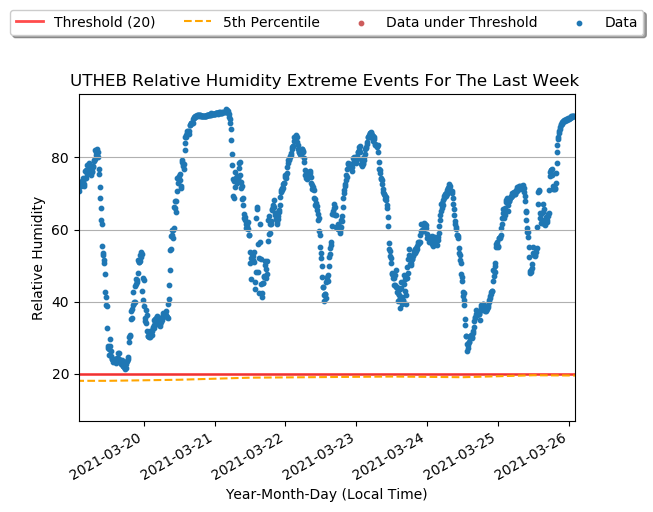 Threshold (20) 5th Percentile Data under Threshold Data
UTHEB Relative Humidity Extreme Events For The Last Week
Relative Humidity
80
60
40
20
2021-03-20 2021-03-21 2021-03-22 2021-03-23 2021-03-24 2021-03-25 2021-03-26
Year-Month-Day (Local Time)